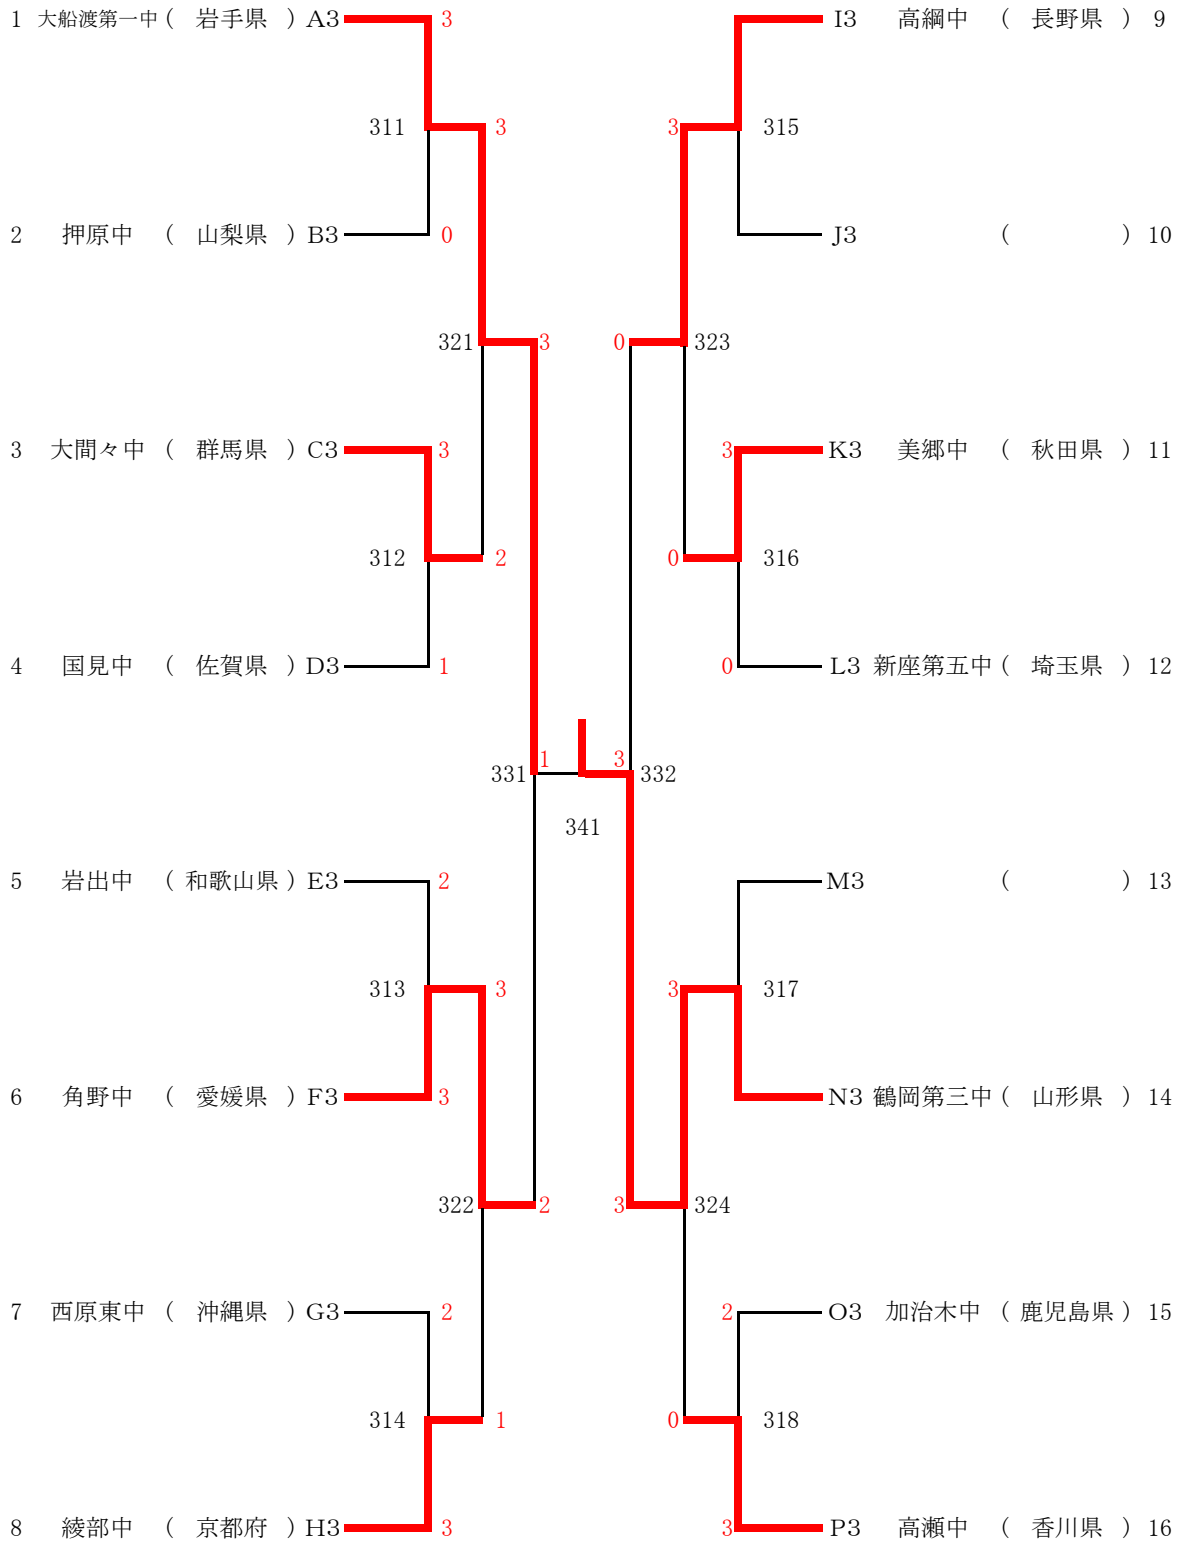 1 大船渡第一中 ( 岩手県 ) A3 3 I3 高綱中 ( 長野県 ) 9
311 3 3 315
2 押原中 ( 山梨県 ) B3 0 J3 ( ) 10
321 3 0 323
3 大間々中 ( 群馬県 ) C3 3 3 K3 美郷中 ( 秋田県 ) 11
312 2 0 316
4 国見中 ( 佐賀県 ) D3 1 0 L3 新座第五中 ( 埼玉県 ) 12
1 3
331 332
341
5 岩出中 ( 和歌山県 ) E3 2 M3 ( ) 13
313 3 3 317
6 角野中 ( 愛媛県 ) F3 3 N3 鶴岡第三中 ( 山形県 ) 14
322 2 3 324
7 西原東中 ( 沖縄県 ) G3 2 2 O3 加治木中 ( 鹿児島県 ) 15
314 1 0 318
8 綾部中 ( 京都府 ) H3 3 3 P3 高瀬中 ( 香川県 ) 16